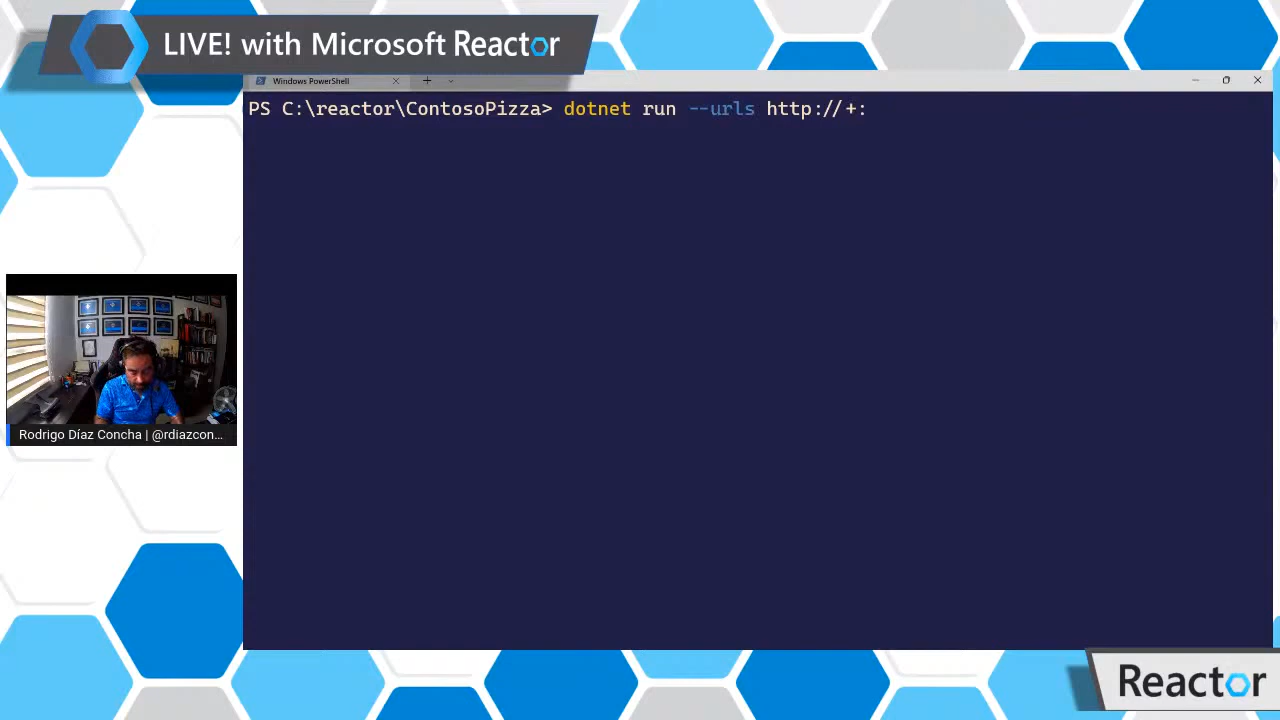 LIVE! with Microsoft Reactor
Windows PowerShell
PS C:\reactor\ContosoPizza> dotnet run --urls http://+:
Rodrigo Díaz Concha | @rdiazcon...
Reactor